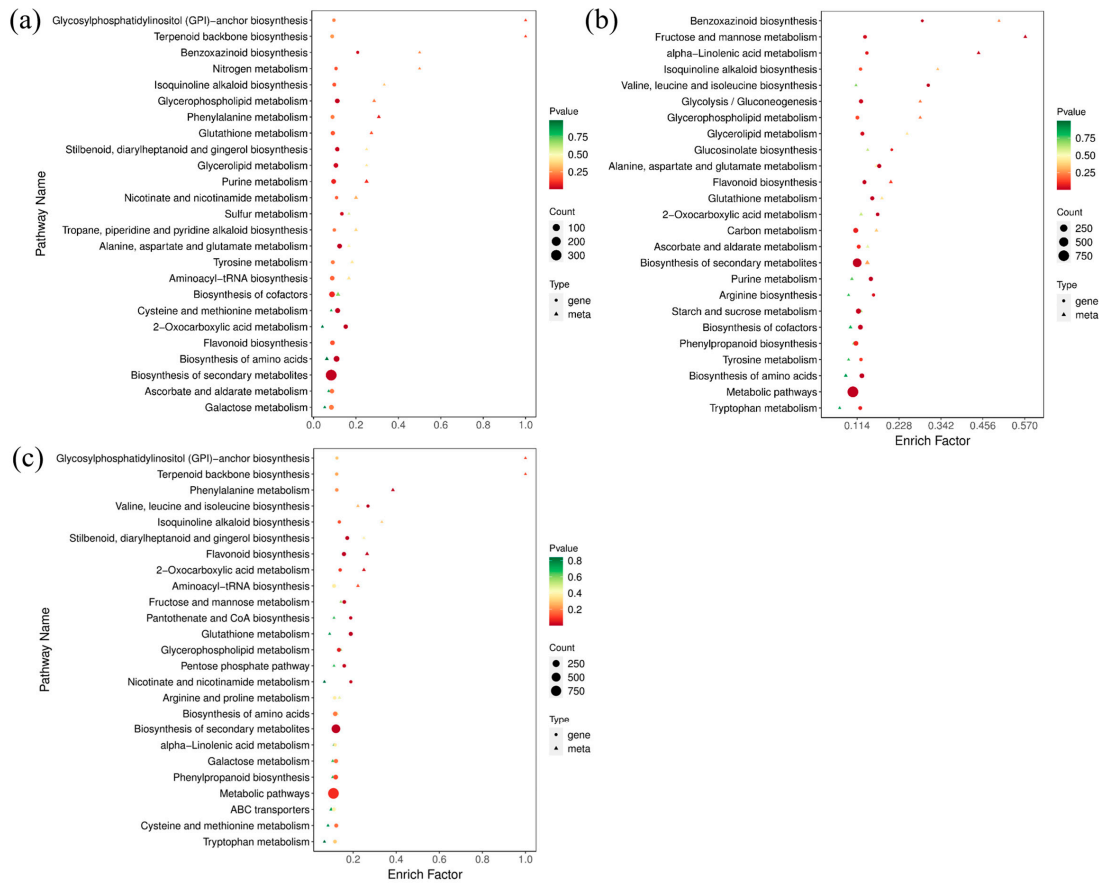 (a)
Pathway Name
Glycosylphosphatidylinositol (GPI)−anchor biosynthesis
Terpenoid backbone biosynthesis
Benzoxazinoid biosynthesis
Nitrogen metabolism
Isoquinoline alkaloid biosynthesis
Glycerophospholipid metabolism
Phenylalanine metabolism
Glutathione metabolism
Stilbenoid, diarylheptanoid and gingerol biosynthesis
Glycerolipid metabolism
Purine metabolism
Nicotinate and nicotinamide metabolism
Sulfur metabolism
Tropane, piperidine and pyridine alkaloid biosynthesis
Alanine, aspartate and glutamate metabolism
Tyrosine metabolism
Aminoacyl−tRNA biosynthesis
Biosynthesis of cofactors
Cysteine and methionine metabolism
2−Oxocarboxylic acid metabolism
Flavonoid biosynthesis
Biosynthesis of amino acids
Biosynthesis of secondary metabolites
Ascorbate and aldarate metabolism
Galactose metabolism
0.0 0.2 0.4 0.6 0.8 1.0
Pvalue
0.75
0.50
0.25
Count
100
200
300
Type
gene
meta
(b)
Benzoxazinoid biosynthesis
Fructose and mannose metabolism
alpha−Linolenic acid metabolism
Isoquinoline alkaloid biosynthesis
Valine, leucine and isoleucine biosynthesis
Glycolysis / Gluconeogenesis
Glycerophospholipid metabolism
Glycerolipid metabolism
Glucosinolate biosynthesis
Alanine, aspartate and glutamate metabolism
Flavonoid biosynthesis
Glutathione metabolism
2−Oxocarboxylic acid metabolism
Carbon metabolism
Ascorbate and aldarate metabolism
Biosynthesis of secondary metabolites
Purine metabolism
Arginine biosynthesis
Starch and sucrose metabolism
Biosynthesis of cofactors
Phenylpropanoid biosynthesis
Tyrosine metabolism
Biosynthesis of amino acids
Metabolic pathways
Tryptophan metabolism
0.114 0.228 0.342 0.456 0.570
Enrich Factor
Pvalue
0.75
0.50
0.25
Count
250
500
750
Type
gene
meta
(c)
Pathway Name
Glycosylphosphatidylinositol (GPI)−anchor biosynthesis
Terpenoid backbone biosynthesis
Phenylalanine metabolism
Valine, leucine and isoleucine biosynthesis
Isoquinoline alkaloid biosynthesis
Stilbenoid, diarylheptanoid and gingerol biosynthesis
Flavonoid biosynthesis
2−Oxocarboxylic acid metabolism
Aminoacyl−tRNA biosynthesis
Fructose and mannose metabolism
Pantothenate and CoA biosynthesis
Glutathione metabolism
Glycerophospholipid metabolism
Pentose phosphate pathway
Nicotinate and nicotinamide metabolism
Arginine and proline metabolism
Biosynthesis of amino acids
Biosynthesis of secondary metabolites
alpha−Linolenic acid metabolism
Galactose metabolism
Phenylpropanoid biosynthesis
Metabolic pathways
ABC transporters
Cysteine and methionine metabolism
Tryptophan metabolism
0.2 0.4 0.6 0.8 1.0
Enrich Factor
Pvalue
0.8
0.6
0.4
0.2
Count
250
500
750
Type
gene
meta